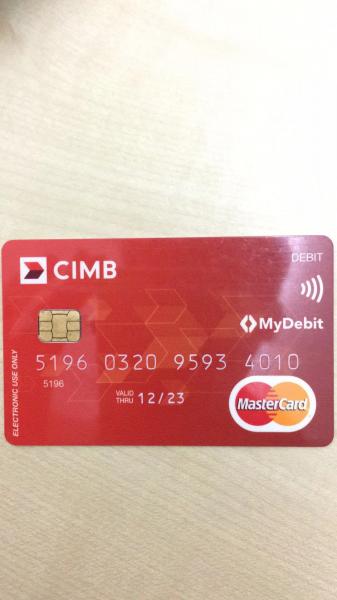 CIMB
DEBIT
MyDebit
ELECTRONIC USE ONLY
5196 0320 9593 4010
5196
VALID THRU 12/23
MasterCard